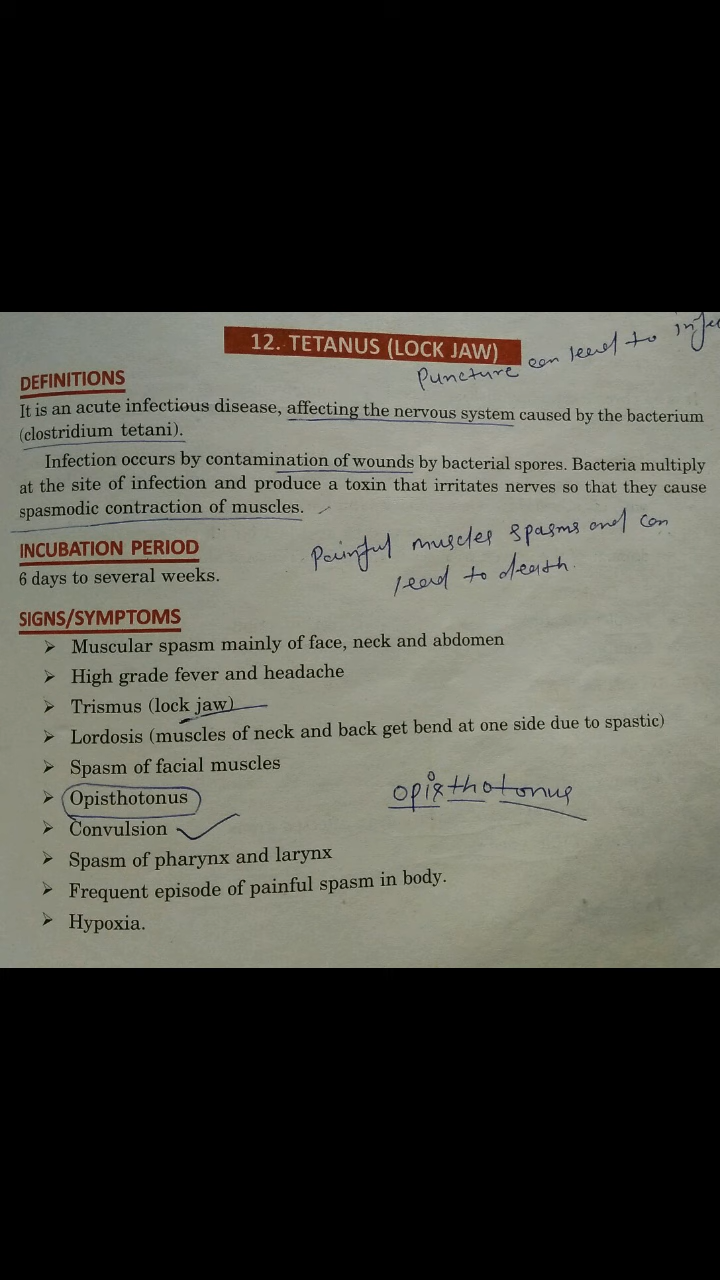 12. TETANUS (LOCK JAW)
Puncture can lead to
DEFINITIONS
It is an acute infectious disease, affecting the nervous system caused by the bacterium
(clostridium tetani).
Infection occurs by contamination of wounds by bacterial spores. Bacteria multiply
at the site of infection and produce a toxin that irritates nerves so that they cause
spasmodic contraction of muscles.
INCUBATION PERIOD
6 days to several weeks.
Painful muscles spasms and can
lead to death.
SIGNS/SYMPTOMS
➤ Muscular spasm mainly of face, neck and abdomen
➤ High grade fever and headache
➤ Trismus (lock jaw)
➤ Lordosis (muscles of neck and back get bend at one side due to spastic)
➤ Spasm of facial muscles
➤ Opisthotonus
opisthotonus
➤ Convulsion
➤ Spasm of pharynx and larynx
➤ Frequent episode of painful spasm in body.
➤ Hypoxia.